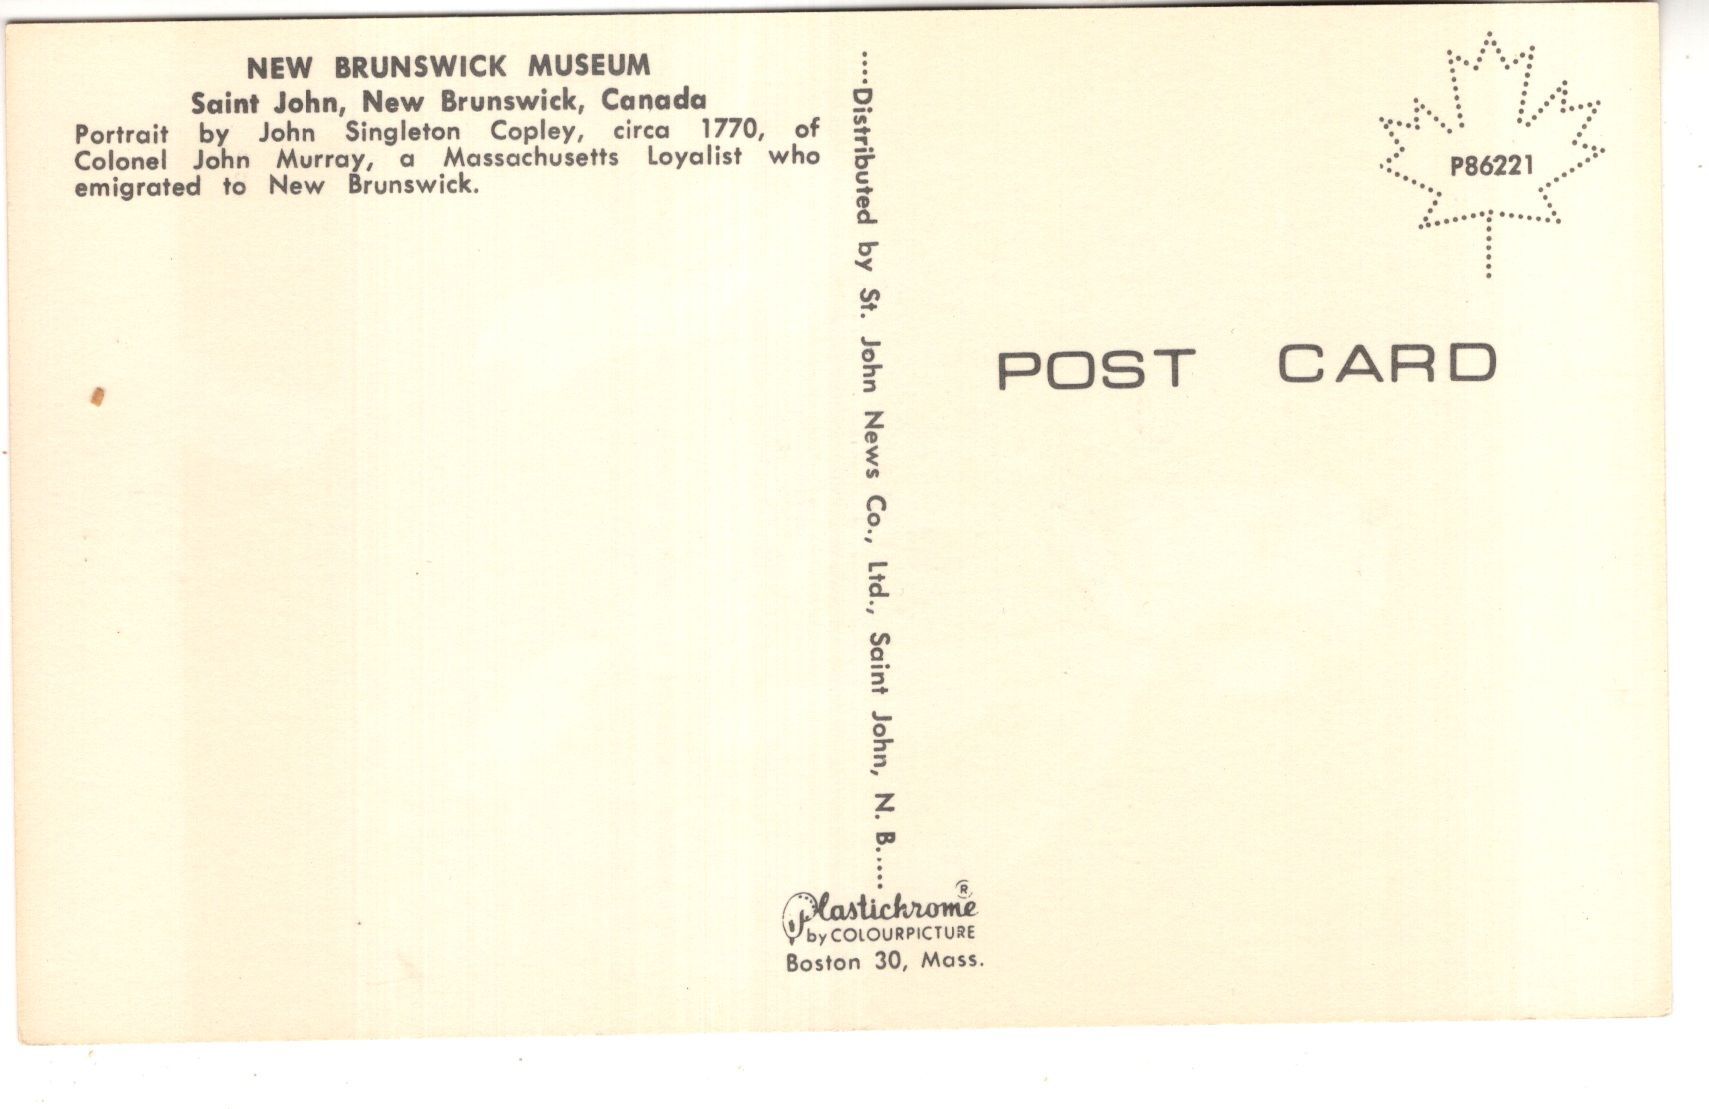 NEW BRUNSWICK MUSEUM
Saint John, New Brunswick, Canada
Portrait by John Singleton Copley, circa 1770, of
Colonel John Murray, a Massachusetts Loyalist who
emigrated to New Brunswick.
....Distributed by St. John News Co., Ltd., Saint John, N. B.....
Plastichrome ®
by COLOURPICTURE
Boston 30, Mass.
P86221
POST CARD